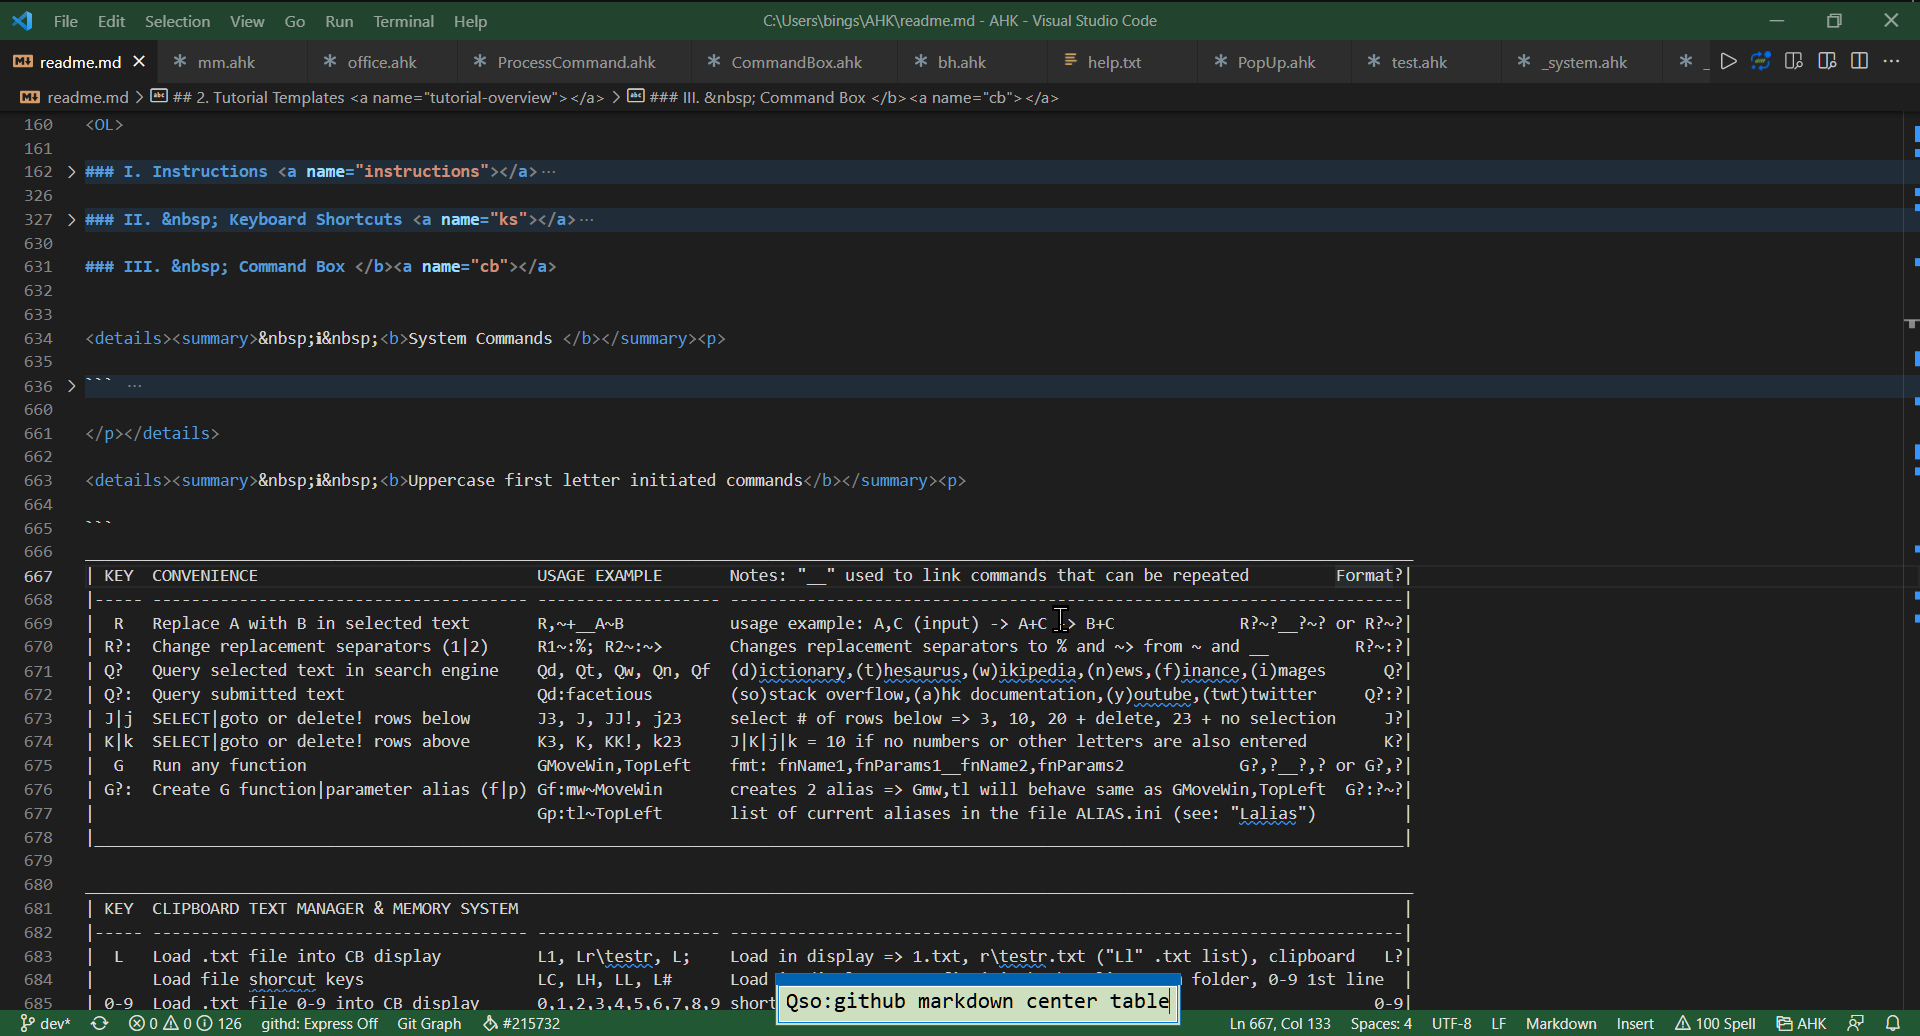 File Edit Selection View Go Run Terminal Help C:\Users\bings\AHK\readme.md - AHK - Visual Studio Code
readme.md mm.ahk office.ahk ProcessCommand.ahk CommandBox.ahk bh.ahk help.txt PopUp.ahk test.ahk _system.ahk
readme.md > ## 2. Tutorial Templates <a name="tutorial-overview"></a> > ### III. &nbsp; Command Box </b><a name="cb"></a>
160 <OL>
161
162 > ### I. Instructions <a name="instructions"></a>···
326
327 > ### II. &nbsp; Keyboard Shortcuts <a name="ks"></a>···
630
631 ### III. &nbsp; Command Box </b><a name="cb"></a>
632
633
634 <details><summary>&nbsp;i&nbsp;<b>System Commands </b></summary><p>
635
636 > ``` ···
660
661 </p></details>
662
663 <details><summary>&nbsp;i&nbsp;<b>Uppercase first letter initiated commands</b></summary><p>
664
665 ```
666 __________
667 | KEY CONVENIENCE USAGE EXAMPLE Notes: "__" used to link commands that can be repeated Format?|
668 |----- --------------------------------------- ------------------- ----------------------------------------------------------------------|
669 | R Replace A with B in selected text R,~+__A~B usage example: A,C (input) -> A+C -> B+C R?~?__?~? or R?~?|
670 | R?: Change replacement separators (1|2) R1~:%; R2~:~> Changes replacement separators to % and ~> from ~ and __ R?~:?|
671 | Q? Query selected text in search engine Qd, Qt, Qw, Qn, Qf (d)ictionary,(t)hesaurus,(w)ikipedia,(n)ews,(f)inance,(i)mages Q?|
672 | Q?: Query submitted text Qd:facetious (so)stack overflow,(a)hk documentation,(y)outube,(twt)twitter Q?:?|
673 | J|j SELECT|goto or delete! rows below J3, J, JJ!, j23 select # of rows below => 3, 10, 20 + delete, 23 + no selection J?|
674 | K|k SELECT|goto or delete! rows above K3, K, KK!, k23 J|K|j|k = 10 if no numbers or other letters are also entered K?|
675 | G Run any function GMoveWin,TopLeft fmt: fnName1,fnParams1__fnName2,fnParams2 G?,?__?,? or G?,?|
676 | G?: Create G function|parameter alias (f|p) Gf:mw~MoveWin creates 2 alias => Gmw,tl will behave same as GMoveWin,TopLeft G?:?~?|
677 | Gp:tl~TopLeft list of current aliases in the file ALIAS.ini (see: "Lalias") |
678 |__________|
679
680 __________
681 | KEY CLIPBOARD TEXT MANAGER & MEMORY SYSTEM |
682 |----- --------------------------------------- ------------------- ----------------------------------------------------------------------|
683 | L Load .txt file into CB display L1, Lr\testr, L; Load in display => 1.txt, r\testr.txt ("Ll" .txt list), clipboard L?|
684 | Load file shorcut keys LC, LH, LL, L# Load folder, 0-9 1st line |
685 | 0-9 Load .txt file 0-9 into CB display 0,1,2,3,4,5,6,7,8,9 short 0-9|
Qso:github markdown center table
dev* 0 0 126 githd: Express Off Git Graph #215732 Ln 667, Col 133 Spaces: 4 UTF-8 LF Markdown Insert 100 Spell AHK